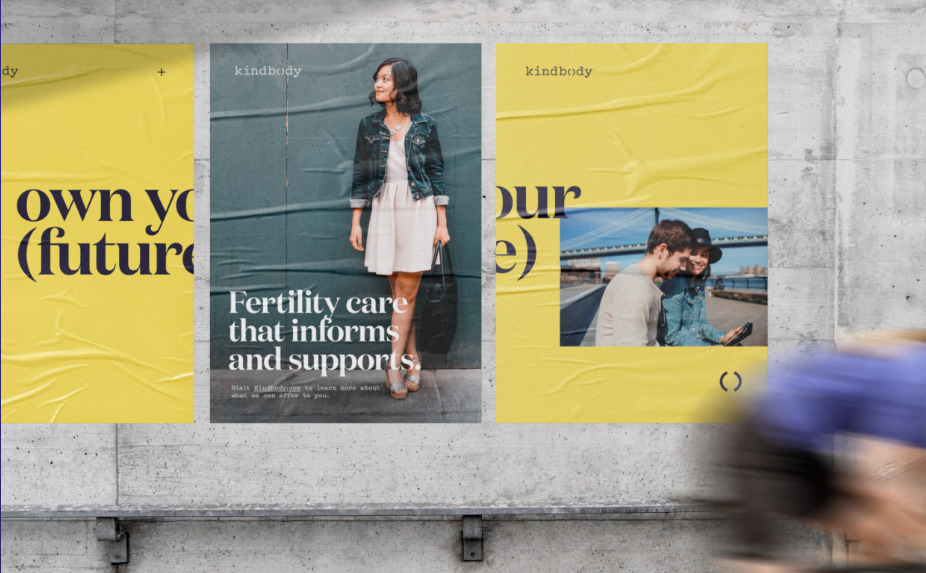 dy +
own yo
(future
kindbody
Fertility care
that informs
and supports.
Visit Kindbody.com to learn more about
what we can offer to you.
kindbody
our
e)
()